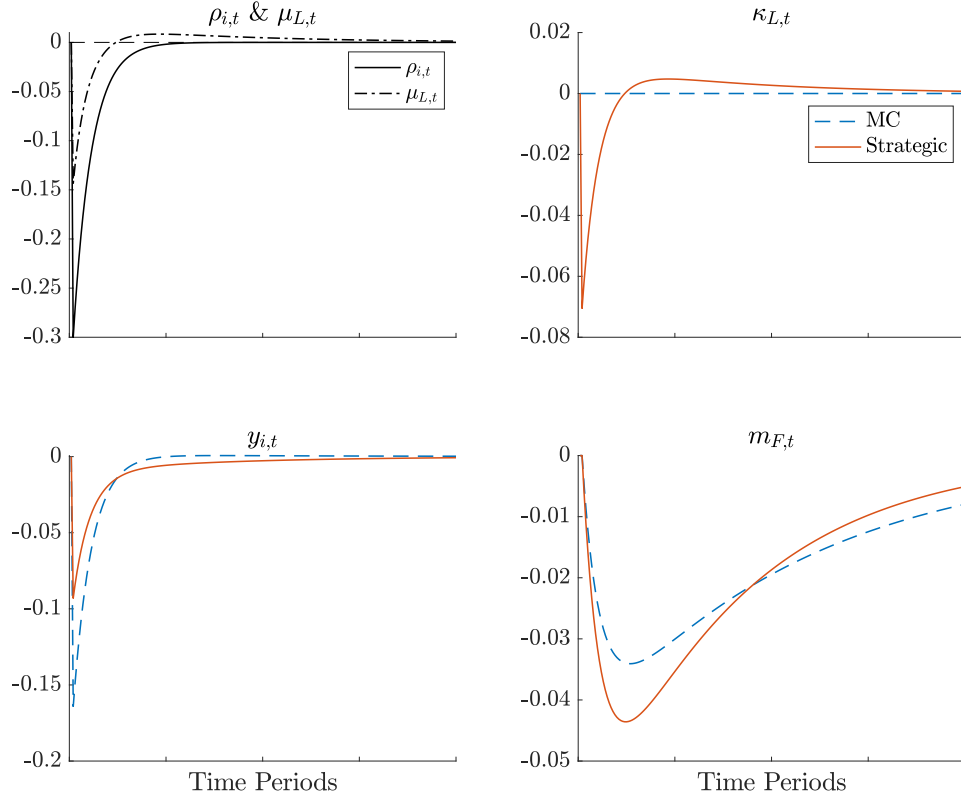 ρ_{i,t} & μ_{L,t}
0
-0.05
-0.1
-0.15
-0.2
-0.25
-0.3
ρ_{i,t}
μ_{L,t}
κ_{L,t}
0.02
0
-0.02
-0.04
-0.06
-0.08
MC
Strategic
y_{i,t}
0
-0.05
-0.1
-0.15
-0.2
Time Periods
m_{F,t}
0
-0.01
-0.02
-0.03
-0.04
-0.05
Time Periods